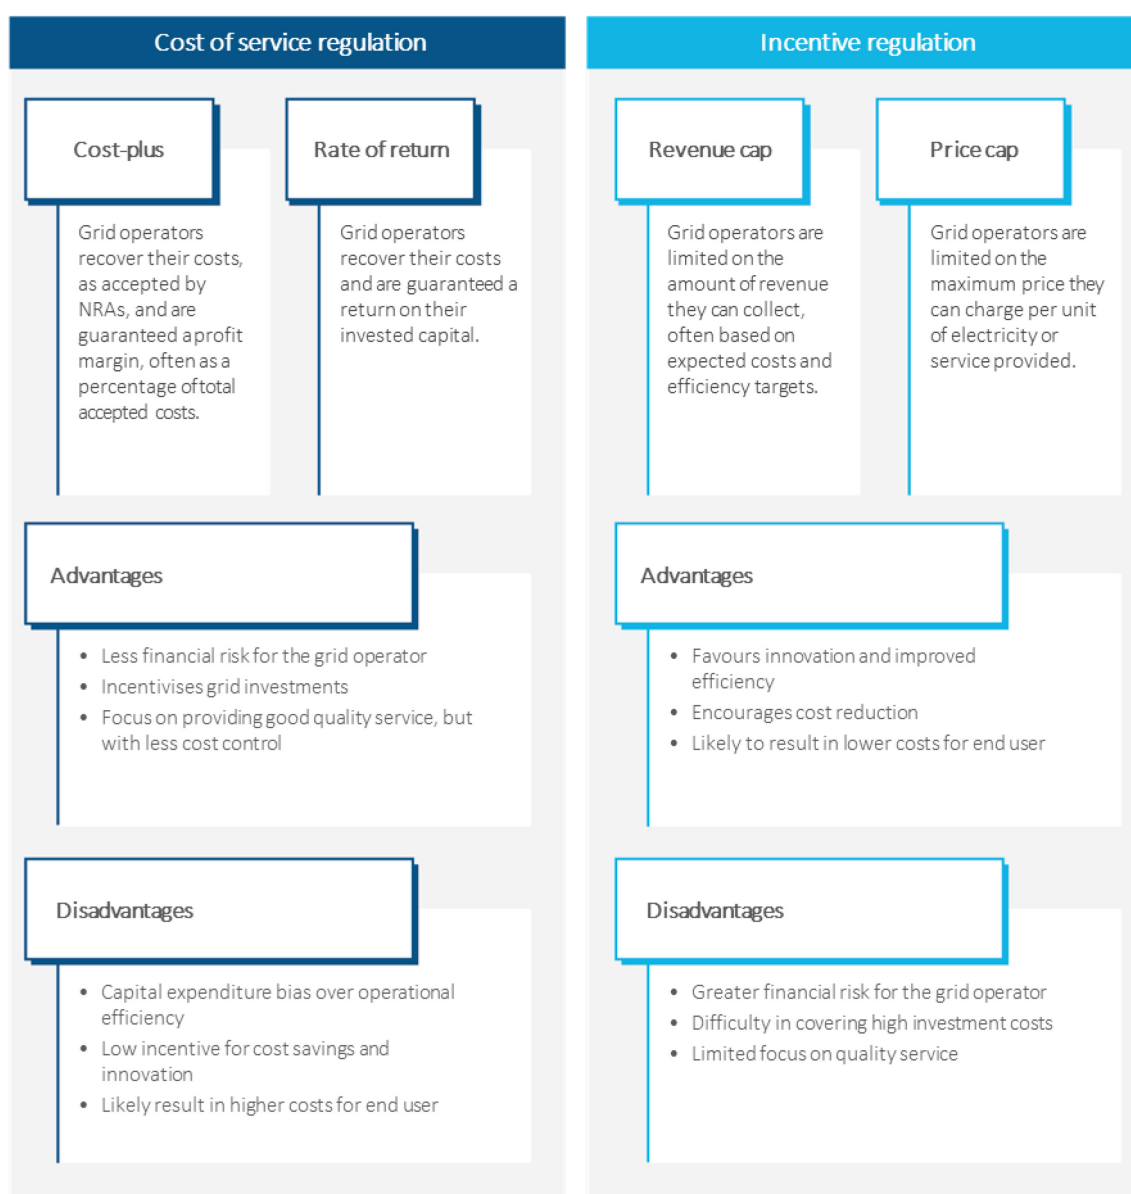 Cost of service regulation
Cost-plus
Grid operators
recover their costs,
as accepted by
NRAs, and are
guaranteed a profit
margin, often as a
percentage of total
accepted costs.
Rate of return
Grid operators
recover their costs
and are guaranteed a
return on their
invested capital.
Advantages
• Less financial risk for the grid operator
• Incentivises grid investments
• Focus on providing good quality service, but
with less cost control
Disadvantages
• Capital expenditure bias over operational
efficiency
• Low incentive for cost savings and
innovation
• Likely result in higher costs for end user
Incentive regulation
Revenue cap
Grid operators are
limited on the
amount of revenue
they can collect,
often based on
expected costs and
efficiency targets.
Price cap
Grid operators are
limited on the
maximum price they
can charge per unit
of electricity or
service provided.
Advantages
• Favours innovation and improved
efficiency
• Encourages cost reduction
• Likely to result in lower costs for end user
Disadvantages
• Greater financial risk for the grid operator
• Difficulty in covering high investment costs
• Limited focus on quality service